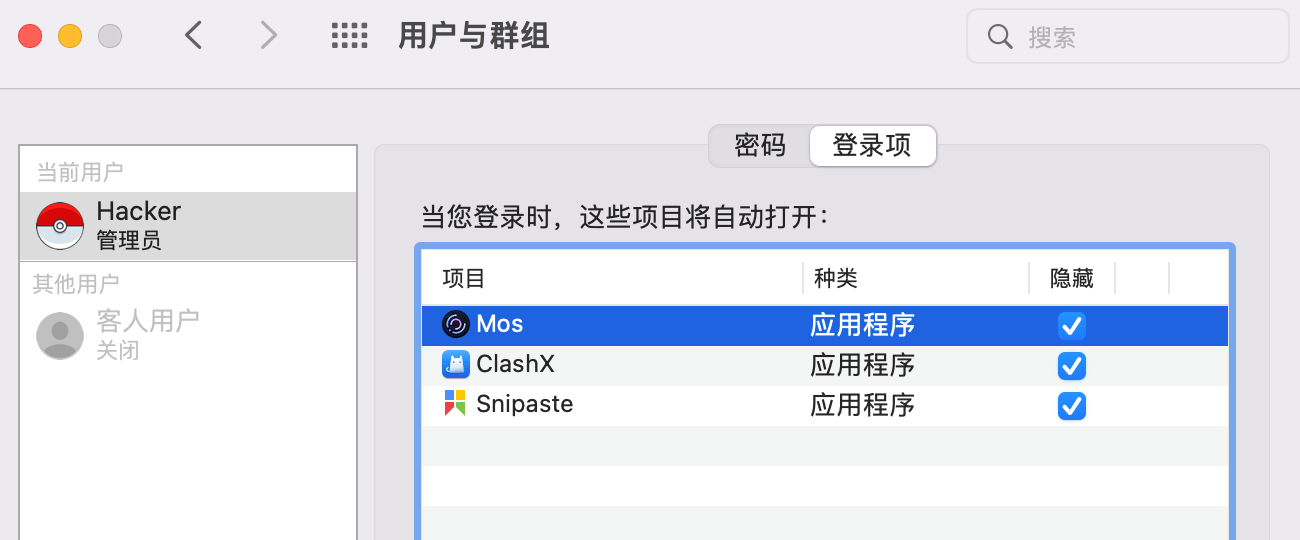 用户与群组
搜索
密码
登录项
当前用户
Hacker
管理员
其他用户
客人用户
关闭
当您登录时，这些项目将自动打开：
项目 种类 隐藏
Mos 应用程序
ClashX 应用程序
Snipaste 应用程序